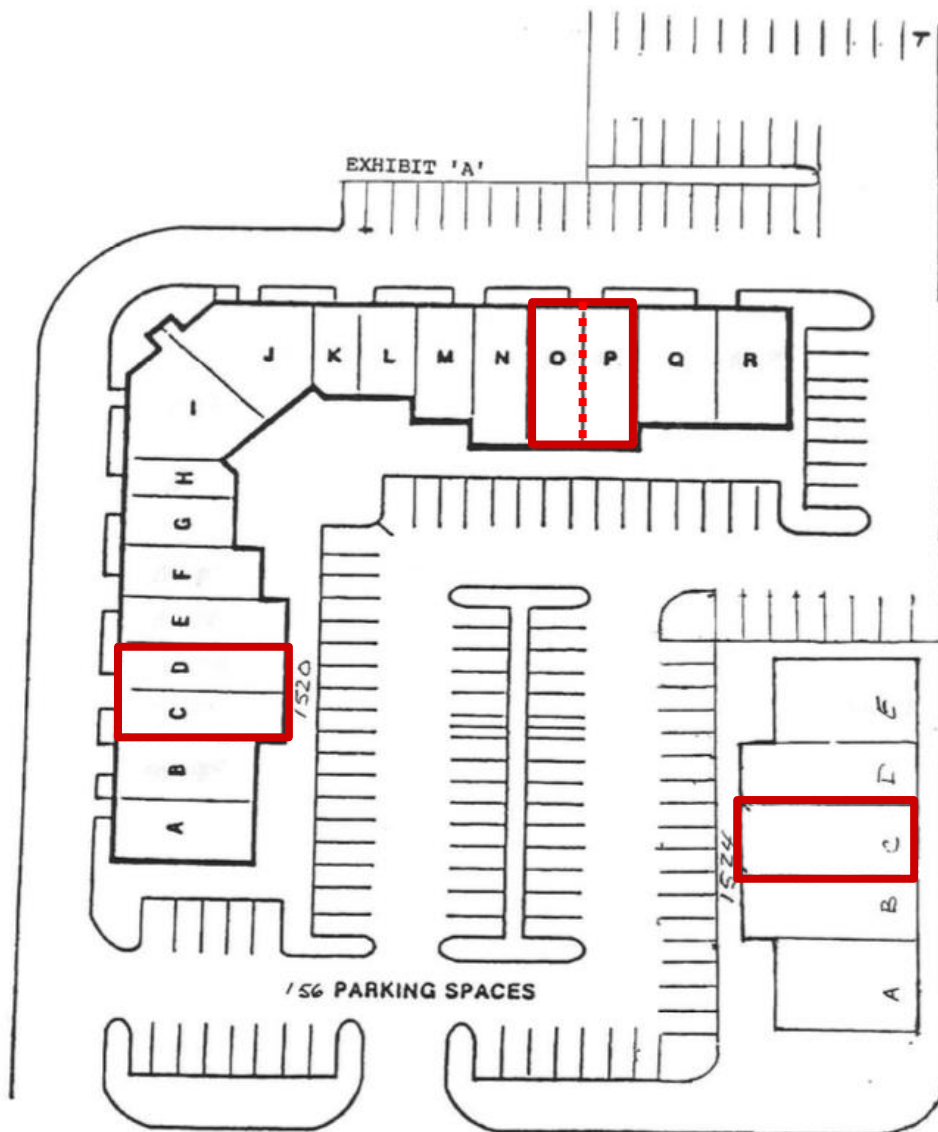 EXHIBIT 'A'
J K L M N O P Q R
I
H
G
F
E
D
C
B
A
1520
E
D
C
B
A
1524
156 PARKING SPACES